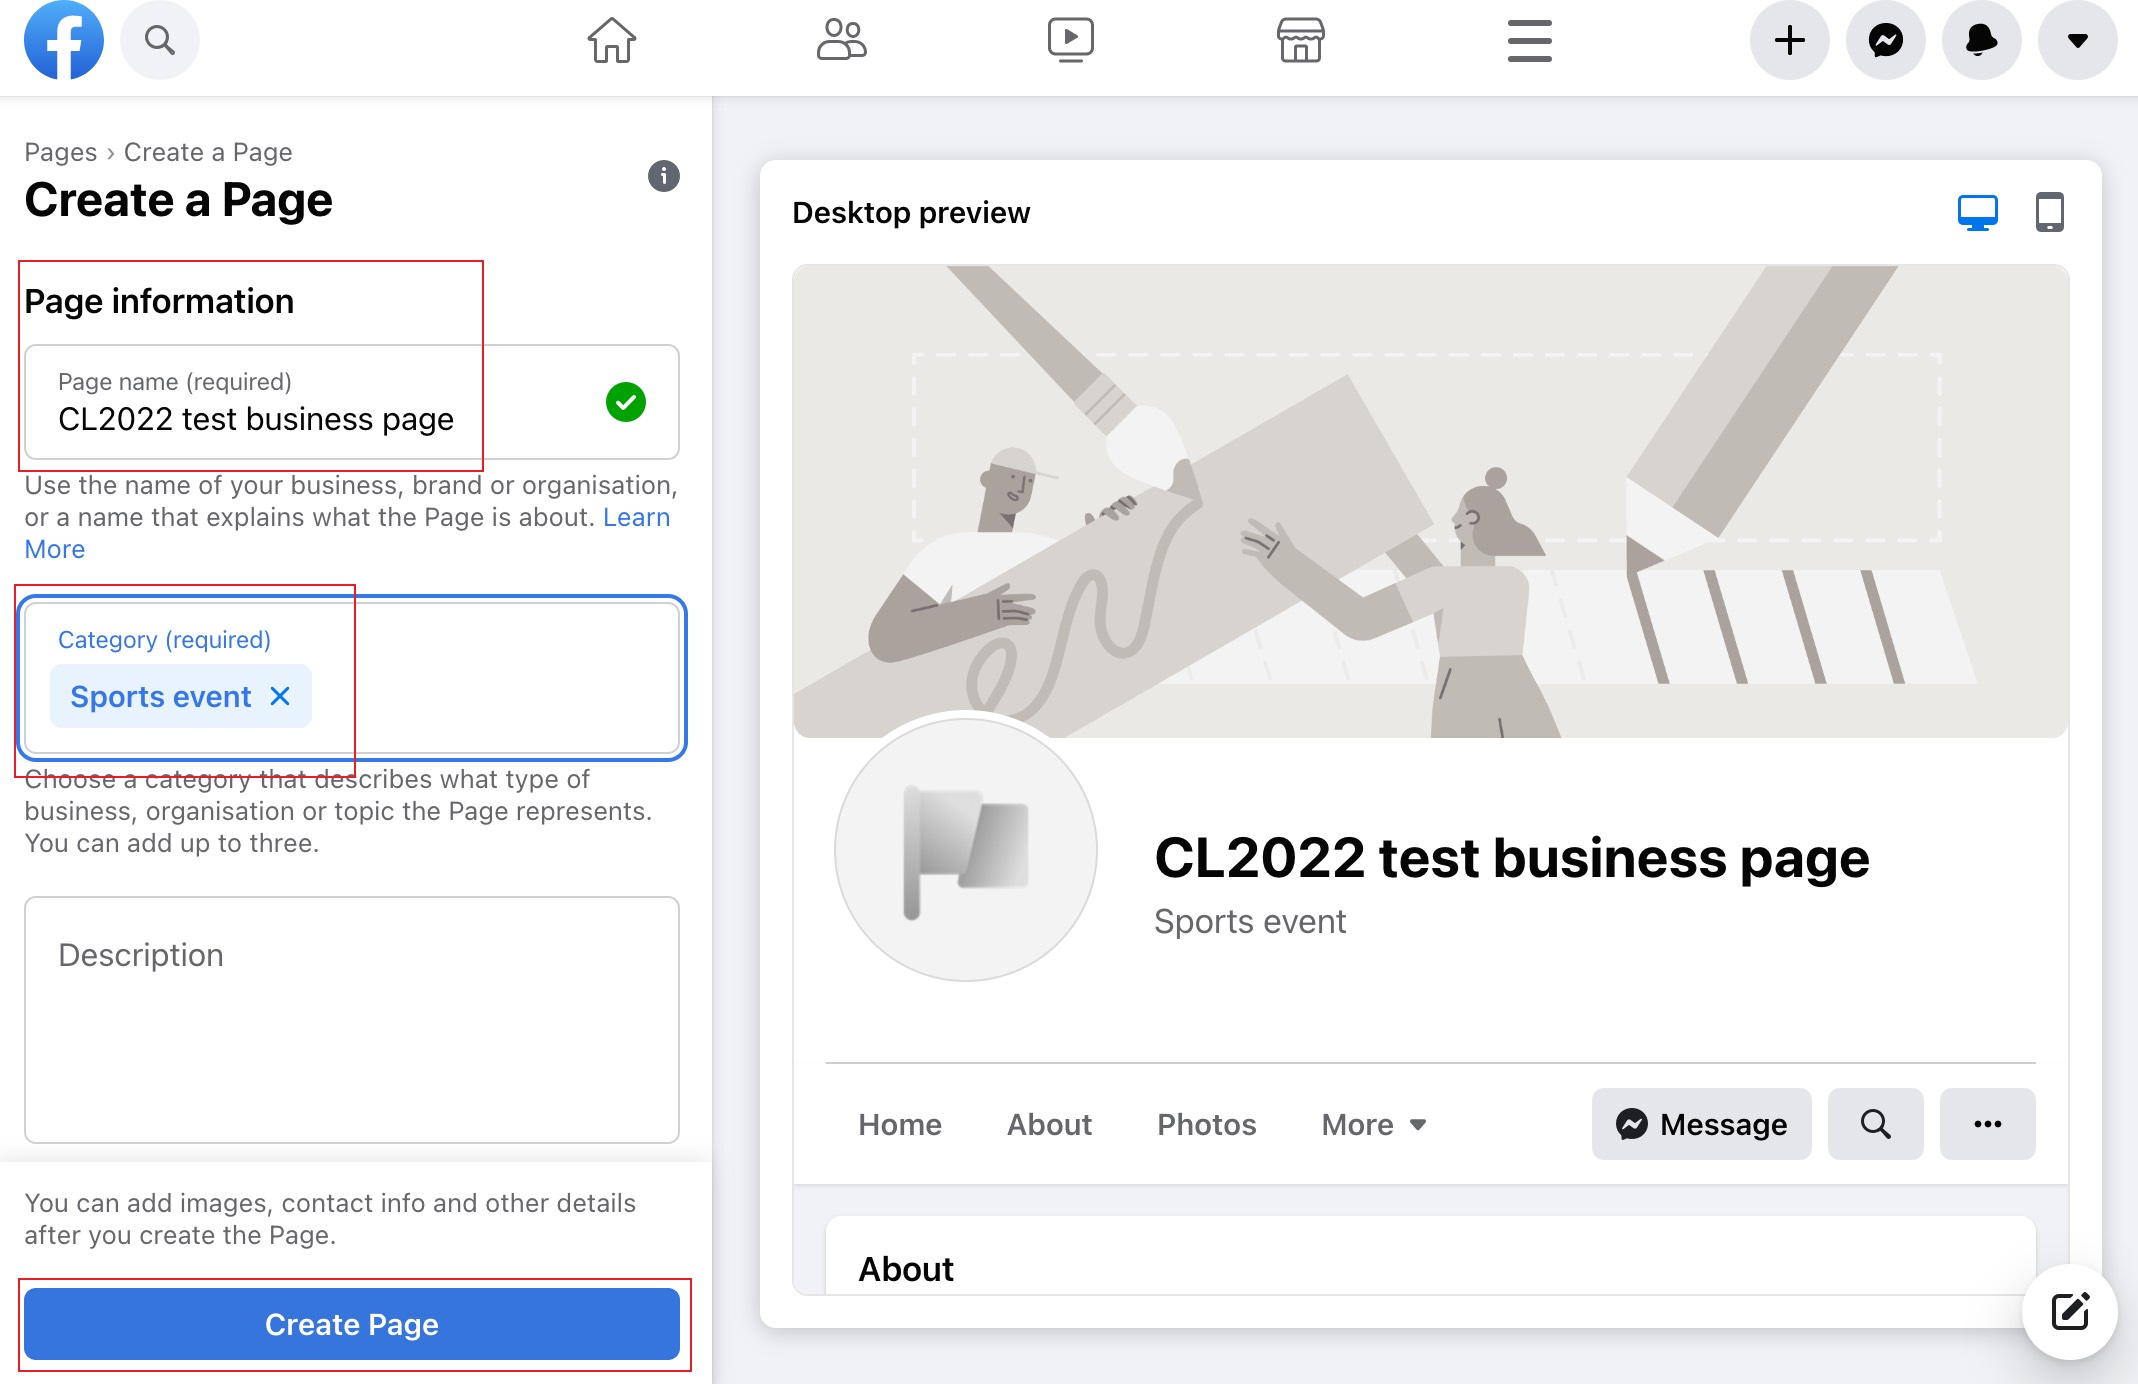 Pages › Create a Page
Create a Page
Page information
Page name (required)
CL2022 test business page
Use the name of your business, brand or organisation,
or a name that explains what the Page is about. Learn
More
Category (required)
Sports event
Choose a category that describes what type of
business, organisation or topic the Page represents.
You can add up to three.
Description
You can add images, contact info and other details
after you create the Page.
Create Page
Desktop preview
CL2022 test business page
Sports event
Home About Photos More Message
About